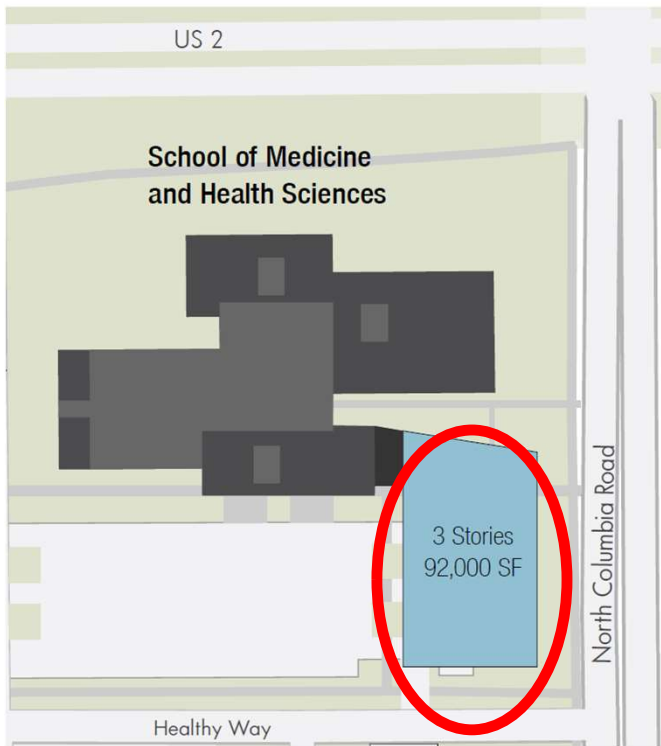 US 2
School of Medicine
and Health Sciences
3 Stories
92,000 SF
North Columbia Road
Healthy Way